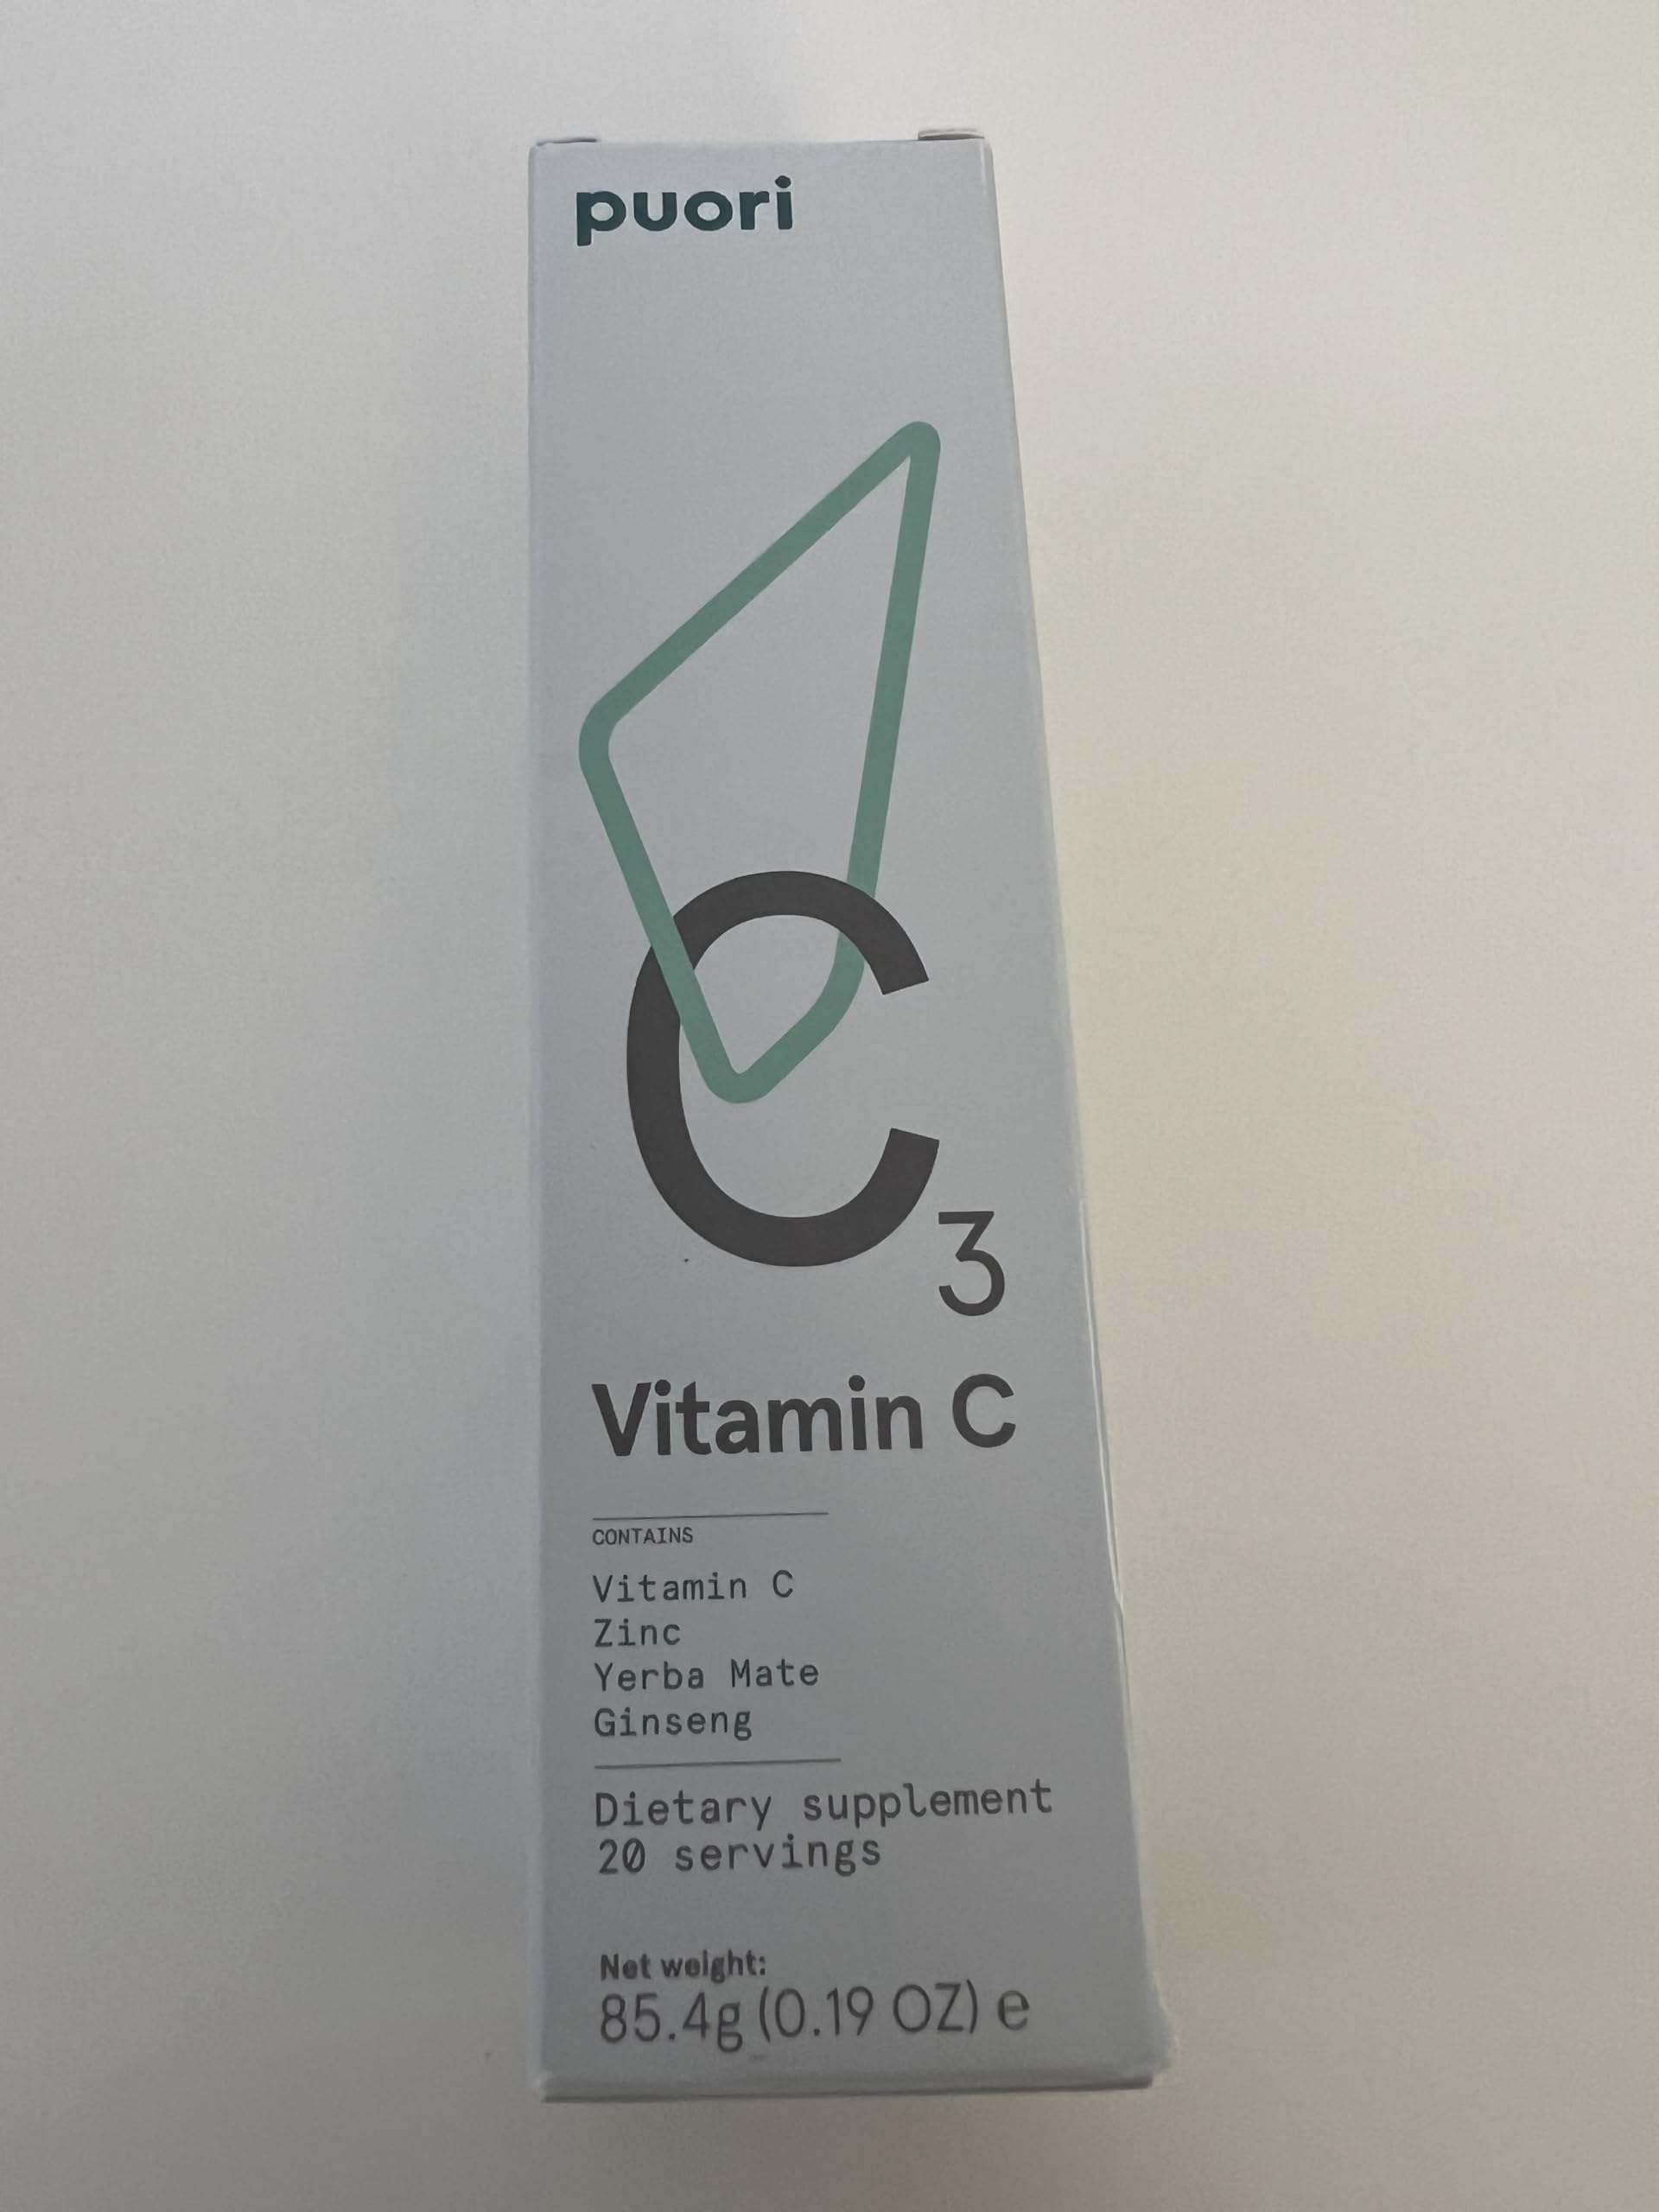 puori
C3
Vitamin C
CONTAINS
Vitamin C
Zinc
Yerba Mate
Ginseng
Dietary supplement
20 servings
Net weight:
85.4g (0.19 OZ) e